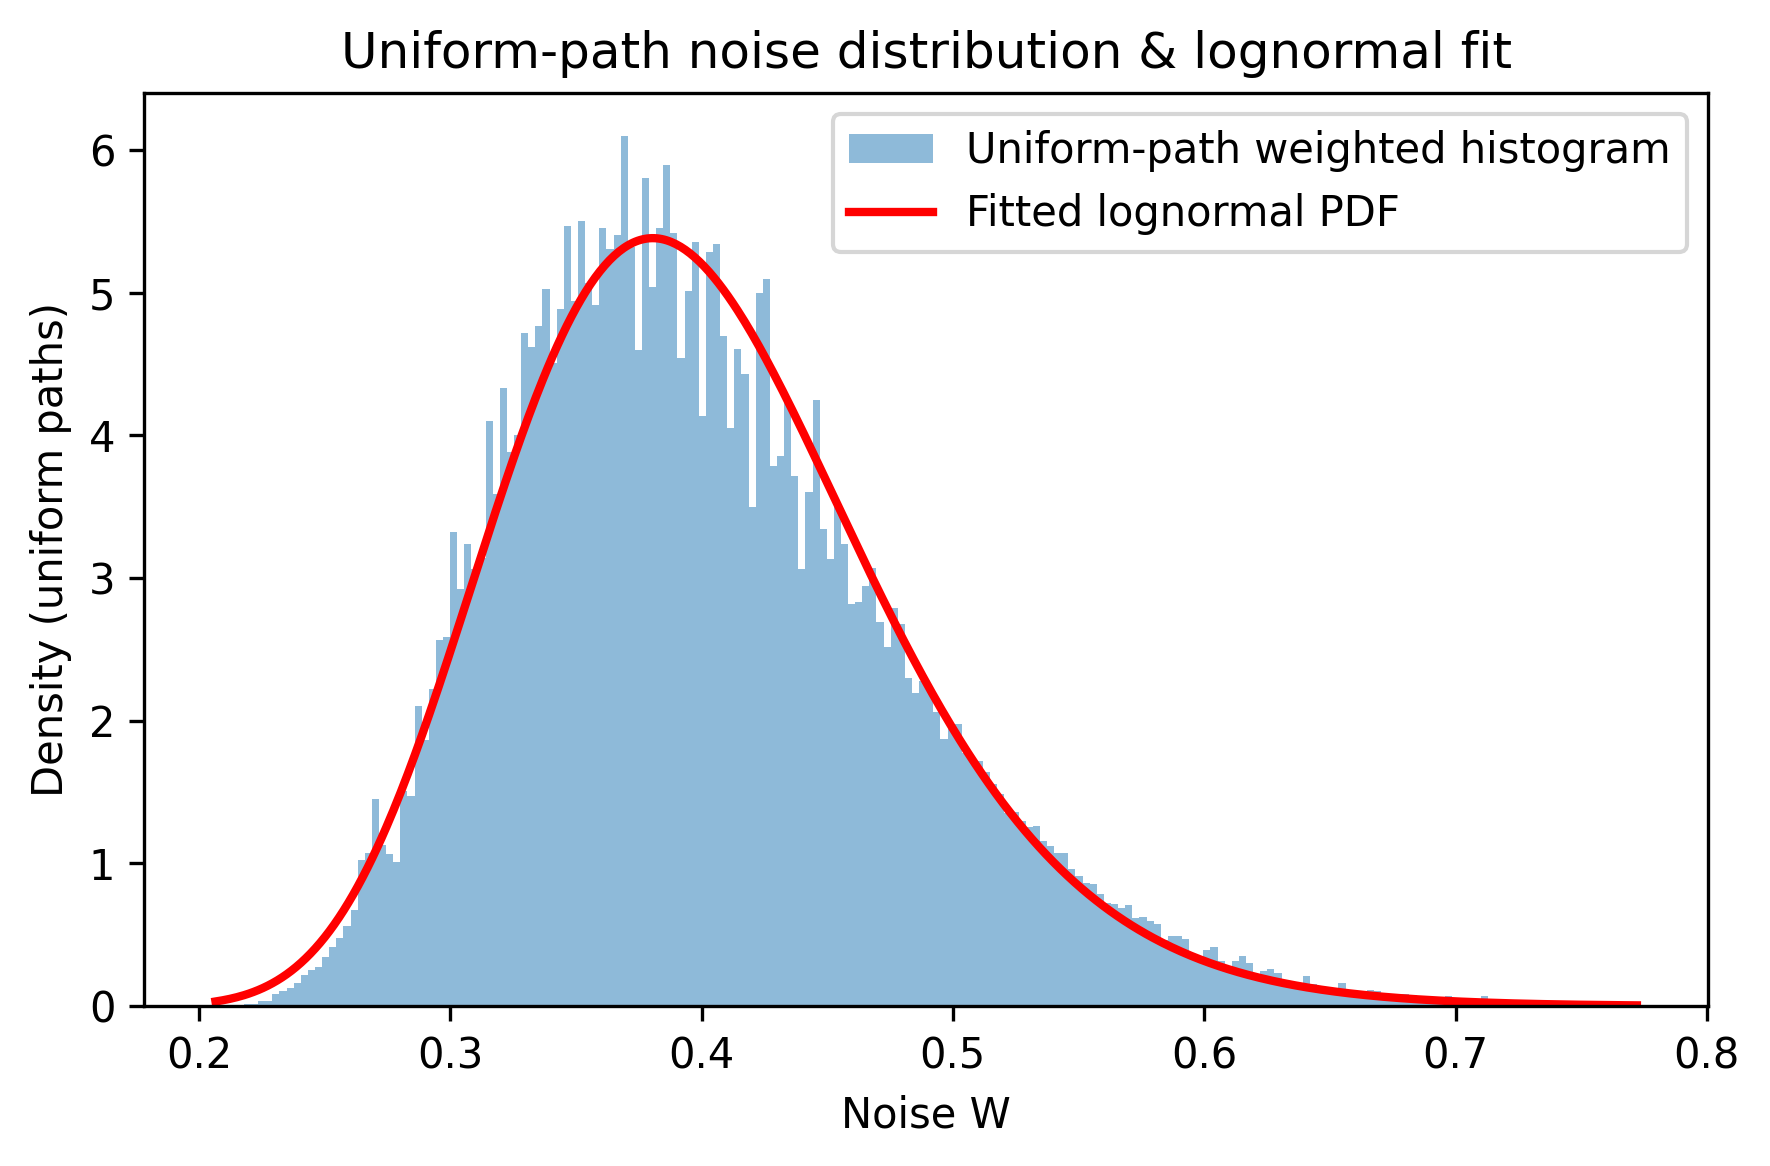 Uniform-path noise distribution & lognormal fit
Uniform-path weighted histogram
Fitted lognormal PDF
Density (uniform paths)
6
5
4
3
2
1
0
0.2 0.3 0.4 0.5 0.6 0.7 0.8
Noise W